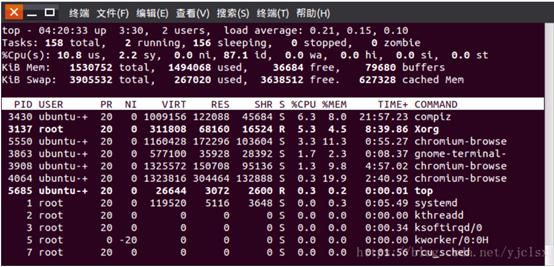 终端 文件(F) 编辑(E) 查看(V) 搜索(S) 终端(T) 帮助(H)
top - 04:20:33 up  3:30,  2 users,  load average: 0.21, 0.15, 0.10
Tasks: 158 total,   2 running, 156 sleeping,   0 stopped,   0 zombie
%Cpu(s): 10.8 us,  2.2 sy,  0.0 ni, 87.1 id,  0.0 wa,  0.0 hi,  0.0 si,  0.0 st
KiB Mem:   1530752 total,  1494068 used,    36684 free,    79680 buffers
KiB Swap:  3905532 total,   267020 used,  3638512 free.   627328 cached Mem
PID USER PR NI VIRT RES SHR S %CPU %MEM TIME+ COMMAND
3430 ubuntu-+ 20 0 1009156 122088 45684 S 6.3 8.0 21:57.23 compiz
3137 root 20 0 311808 68160 16524 R 5.3 4.5 8:39.86 Xorg
5550 ubuntu-+ 20 0 1160428 172296 103604 S 3.3 11.3 0:55.27 chromium-browse
3863 ubuntu-+ 20 0 577100 35928 28392 S 1.7 2.3 0:08.37 gnome-terminal-
3908 ubuntu-+ 20 0 1325572 150708 95136 S 1.3 9.8 4:57.02 chromium-browse
4064 ubuntu-+ 20 0 1323816 304464 132888 S 0.3 19.9 2:40.92 chromium-browse
5685 ubuntu-+ 20 0 26644 3072 2600 R 0.3 0.2 0:00.01 top
1 root 20 0 119520 5116 3648 S 0.0 0.3 0:05.49 systemd
2 root 20 0 0 0 0 S 0.0 0.0 0:00.00 kthreadd
3 root 20 0 0 0 0 S 0.0 0.0 0:00.34 ksoftirqd/0
5 root 0 -20 0 0 0 S 0.0 0.0 0:00.00 kworker/0:0H
7 root 20 0 0 0 0 S 0.0 0.0 0:01.56 rcu_sched